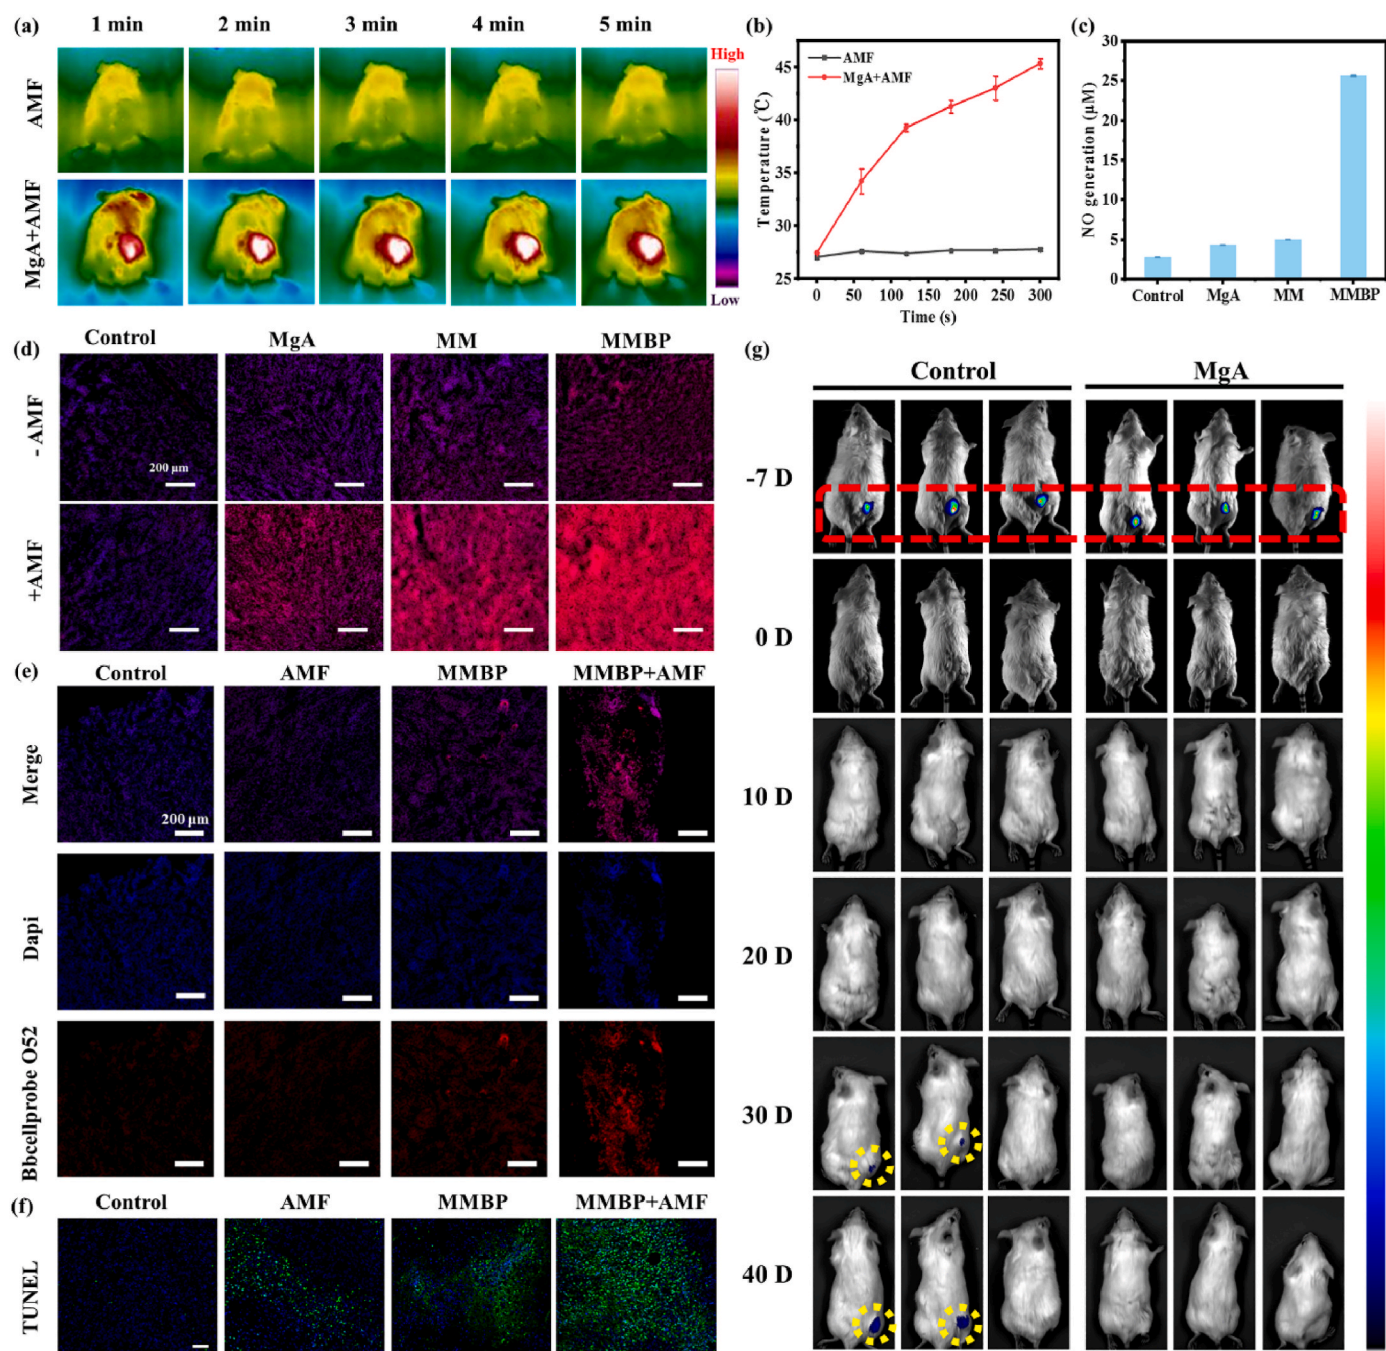 (a) 1 min 2 min 3 min 4 min 5 min
High
AMF
MgA+AMF
Low
(b)
AMF
MgA+AMF
Temperature (℃)
45
40
35
30
25
0 50 100 150 200 250 300
Time (s)
(c)
NO generation (μM)
30
25
20
15
10
5
0
Control MgA MM MMBP
(d) Control MgA MM MMBP
- AMF
200 μm
+AMF
(e) Control AMF MMBP MMBP+AMF
Merge
200 μm
Dapi
Bbcellprobe O52
(f) Control AMF MMBP MMBP+AMF
TUNEL
(g)
Control MgA
-7 D
0 D
10 D
20 D
30 D
40 D